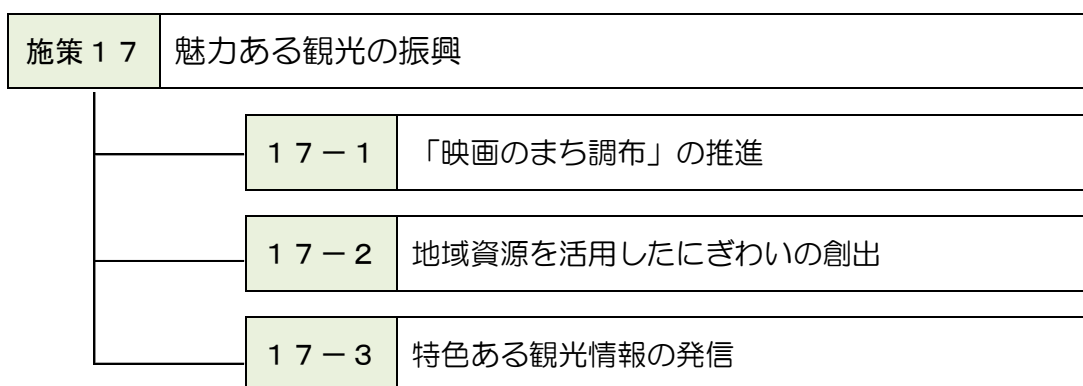 施策17 魅力ある観光の振興
17-1 「映画のまち調布」の推進
17-2 地域資源を活用したにぎわいの創出
17-3 特色ある観光情報の発信